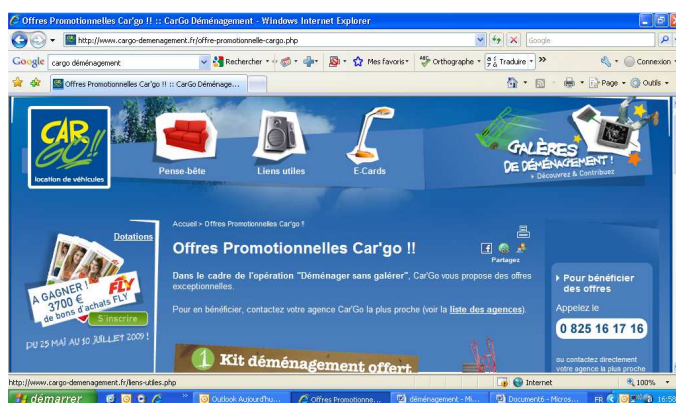 Offres Promotionnelles Car'go !! :: CarGo Déménagement - Windows Internet Explorer
http://www.cargo-demenagement.fr/offre-promotionnelle-cargo.php
Google
Google
cargo déménagement
Rechercher
Mes favoris
Orthographe
Traduire
Connexion
Offres Promotionnelles Car'go !! :: CarGo Déménage...
Page
Outils
CAR
GO!!
location de véhicules
Pense-bête
Liens utiles
E-Cards
GALÈRES
DE DÉMÉNAGEMENT !
Découvrez & Contribuez
Dotations
A GAGNER !
3700 €
de bons d'achats FLY
FLY
S'inscrire
DU 25 MAI AU 10 JUILLET 2009 !
Accueil > Offres Promotionnelles Car'go !!
Offres Promotionnelles Car'go !!
Partagez
Dans le cadre de l'opération "Déménager sans galérer", Car'Go vous propose des offres
exceptionnelles.
Pour en bénéficier, contactez votre agence Car'Go la plus proche (voir la liste des agences).
1 Kit déménagement offert
Pour bénéficier
des offres
Appelez le
0 825 16 17 16
ou contactez directement
votre agence la plus proche
http://www.cargo-demenagement.fr/liens-utiles.php
Internet
100%
démarrer
Outlook Aujourd'hu...
Offres Promotionne...
déménagement - Mi...
Document6 - Micros...
FR
16:58